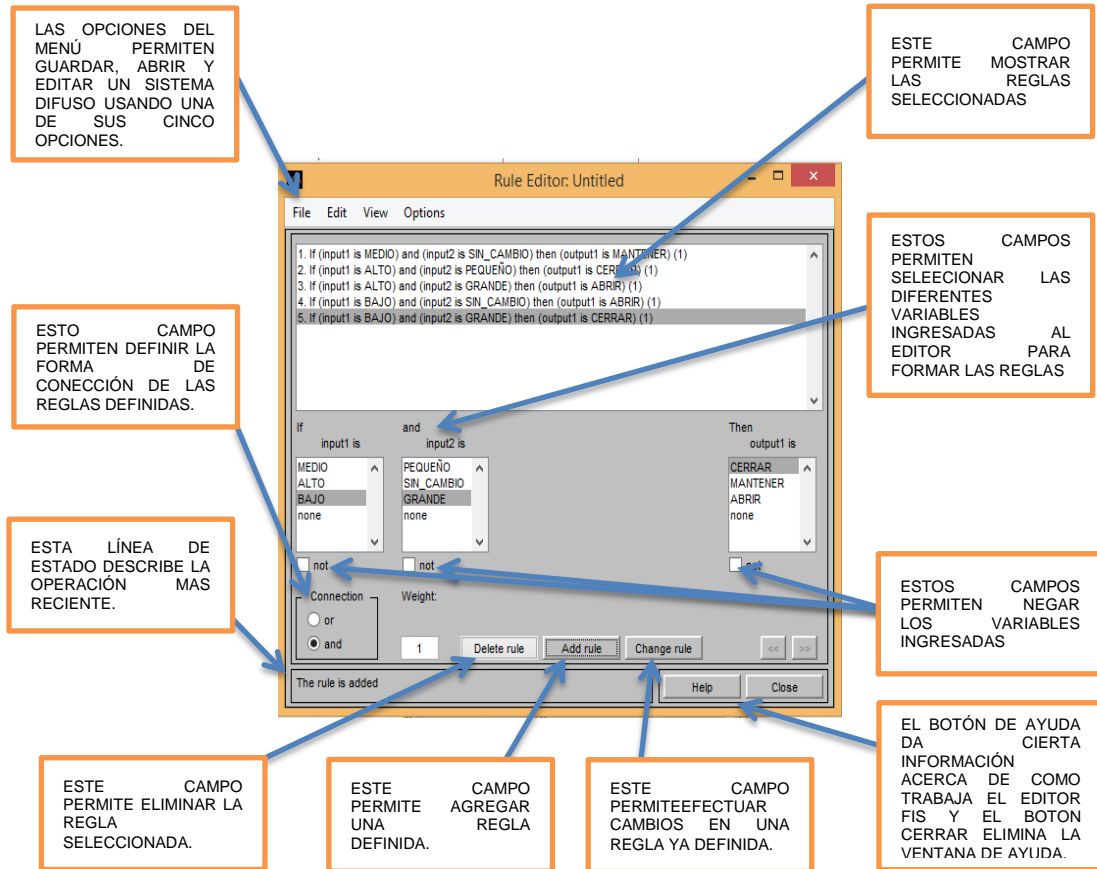 LAS OPCIONES DEL
MENÚ PERMITEN
GUARDAR, ABRIR Y
EDITAR UN SISTEMA
DIFUSO USANDO UNA
DE SUS CINCO
OPCIONES.
ESTE CAMPO
PERMITE MOSTRAR
LAS REGLAS
SELECCIONADAS
Rule Editor: Untitled
File Edit View Options
1. If (input1 is MEDIO) and (input2 is SIN_CAMBIO) then (output1 is MANTENER) (1)
2. If (input1 is ALTO) and (input2 is PEQUEÑO) then (output1 is CERRAR) (1)
3. If (input1 is ALTO) and (input2 is GRANDE) then (output1 is ABRIR) (1)
4. If (input1 is BAJO) and (input2 is SIN_CAMBIO) then (output1 is ABRIR) (1)
5. If (input1 is BAJO) and (input2 is GRANDE) then (output1 is CERRAR) (1)
ESTOS CAMPOS
PERMITEN
SELEECIONAR LAS
DIFERENTES
VARIABLES
INGRESADAS AL
EDITOR PARA
FORMAR LAS REGLAS
ESTO CAMPO
PERMITEN DEFINIR LA
FORMA DE
CONECCIÓN DE LAS
REGLAS DEFINIDAS.
If
input1 is
and
input2 is
Then
output1 is
MEDIO
ALTO
BAJO
none
PEQUEÑO
SIN_CAMBIO
GRANDE
none
CERRAR
MANTENER
ABRIR
none
not
not
not
ESTA LÍNEA DE
ESTADO DESCRIBE LA
OPERACIÓN MAS
RECIENTE.
ESTOS CAMPOS
PERMITEN NEGAR
LOS VARIABLES
INGRESADAS
Connection
or
and
Weight:
1
Delete rule
Add rule
Change rule
<< >>
The rule is added
Help
Close
ESTE CAMPO
PERMITE ELIMINAR LA
REGLA
SELECCIONADA.
ESTE CAMPO
PERMITE AGREGAR
UNA REGLA
DEFINIDA.
ESTE CAMPO
PERMITEEFECTUAR
CAMBIOS EN UNA
REGLA YA DEFINIDA.
EL BOTÓN DE AYUDA
DA CIERTA
INFORMACIÓN
ACERCA DE COMO
TRABAJA EL EDITOR
FIS Y EL BOTON
CERRAR ELIMINA LA
VENTANA DE AYUDA.